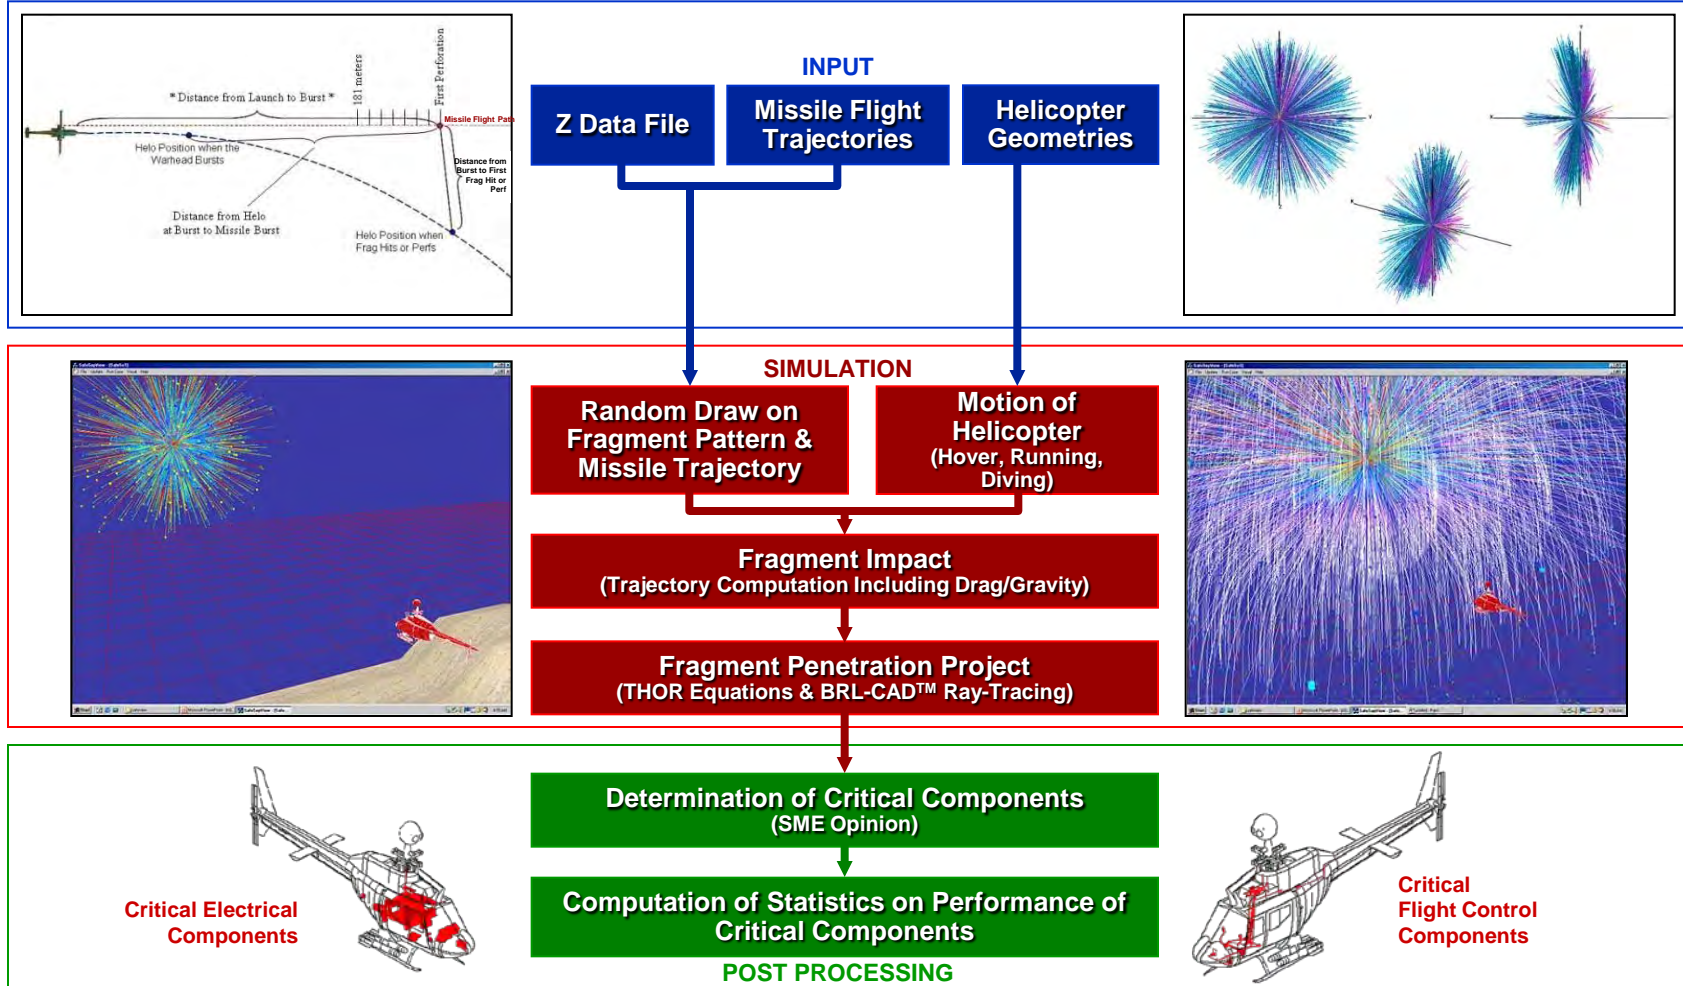 INPUT
181 meters
First Perforation
* Distance from Launch to Burst *
Missile Flight Path
Helo Position when the
Warhead Bursts
Distance from
Burst to First
Frag Hit or
Perf
Distance from Helo
at Burst to Missile Burst
Helo Position when
Frag Hits or Perfs
Z Data File
Missile Flight
Trajectories
Helicopter
Geometries
SIMULATION
Random Draw on
Fragment Pattern &
Missile Trajectory
Motion of
Helicopter
(Hover, Running,
Diving)
Fragment Impact
(Trajectory Computation Including Drag/Gravity)
Fragment Penetration Project
(THOR Equations & BRL-CAD™ Ray-Tracing)
Determination of Critical Components
(SME Opinion)
Computation of Statistics on Performance of
Critical Components
Critical Electrical
Components
Critical
Flight Control
Components
POST PROCESSING